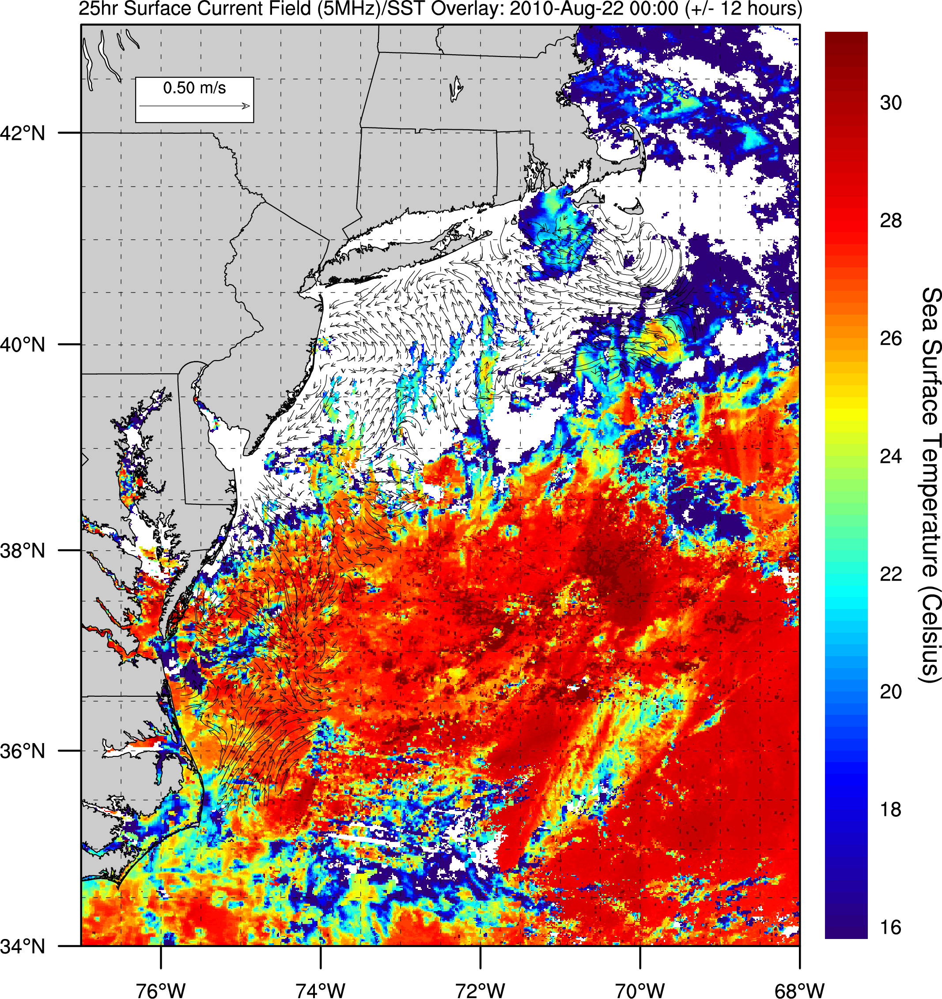 25hr Surface Current Field (5MHz)/SST Overlay: 2010-Aug-22 00:00 (+/- 12 hours)
0.50 m/s
42°N
40°N
38°N
36°N
34°N
76°W
74°W
72°W
70°W
68°W
30
28
26
24
22
20
18
16
Sea Surface Temperature (Celsius)